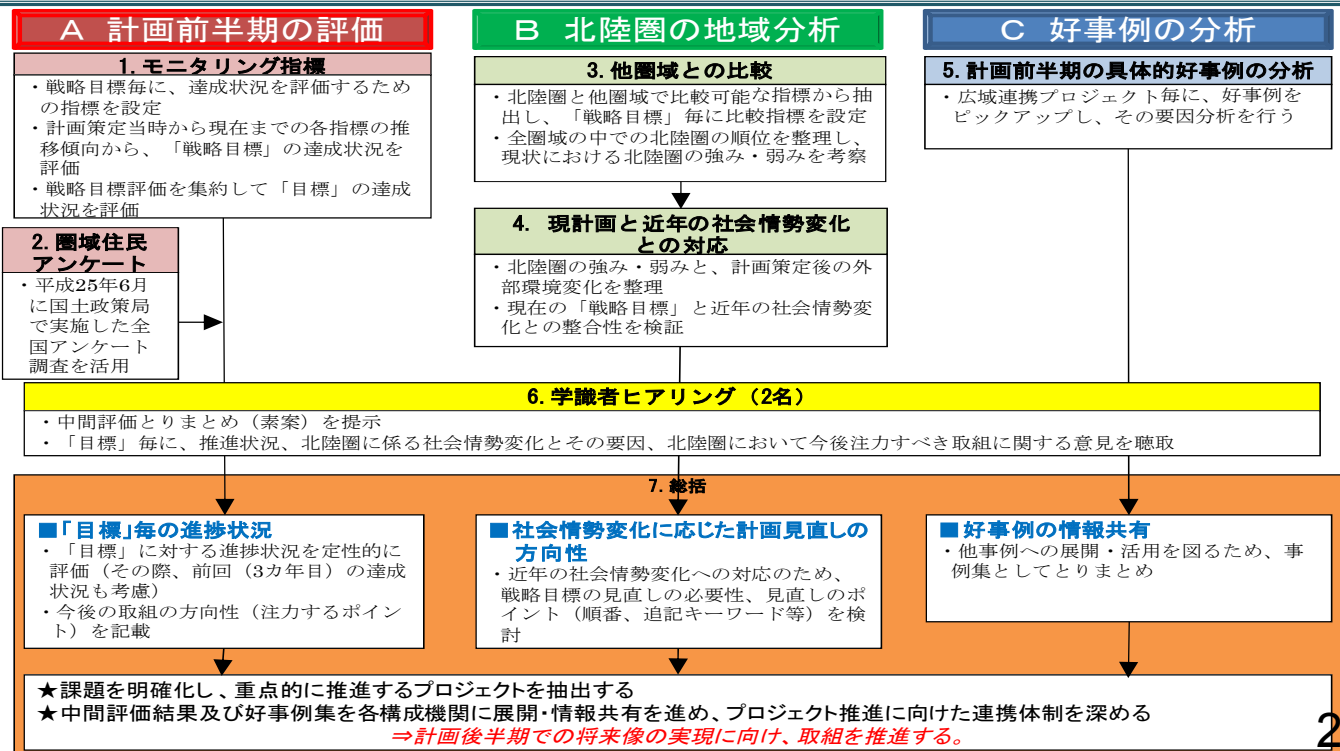 A 計画前半期の評価
1. モニタリング指標
・戦略目標毎に、達成状況を評価するため
の指標を設定
・計画策定当時から現在までの各指標の推
移傾向から、「戦略目標」の達成状況を
評価
・戦略目標評価を集約して「目標」の達成
状況を評価
2. 圏域住民
アンケート
・平成25年6月
に国土政策局
で実施した全
国アンケート
調査を活用
B 北陸圏の地域分析
3. 他圏域との比較
・北陸圏と他圏域で比較可能な指標から抽
出し、「戦略目標」毎に比較指標を設定
・全圏域の中での北陸圏の順位を整理し、
現状における北陸圏の強み・弱みを考察
4. 現計画と近年の社会情勢変化
との対応
・北陸圏の強み・弱みと、計画策定後の外
部環境変化を整理
・現在の「戦略目標」と近年の社会情勢変
化との整合性を検証
C 好事例の分析
5. 計画前半期の具体的好事例の分析
・広域連携プロジェクト毎に、好事例を
ピックアップし、その要因分析を行う
6. 学識者ヒアリング（2名）
・中間評価とりまとめ（素案）を提示
・「目標」毎に、推進状況、北陸圏に係る社会情勢変化とその要因、北陸圏において今後注力すべき取組に関する意見を聴取
7. 総括
■「目標」毎の進捗状況
・「目標」に対する進捗状況を定性的に
評価（その際、前回（3カ年目）の達成
状況も考慮）
・今後の取組の方向性（注力するポイン
ト）を記載
■社会情勢変化に応じた計画見直しの
方向性
・近年の社会情勢変化への対応のため、
戦略目標の見直しの必要性、見直しのポ
イント（順番、追記キーワード等）を検
討
■好事例の情報共有
・他事例への展開・活用を図るため、事
例集としてとりまとめ
★課題を明確化し、重点的に推進するプロジェクトを抽出する
★中間評価結果及び好事例集を各構成機関に展開・情報共有を進め、プロジェクト推進に向けた連携体制を深める
⇒計画後半期での将来像の実現に向け、取組を推進する。
2